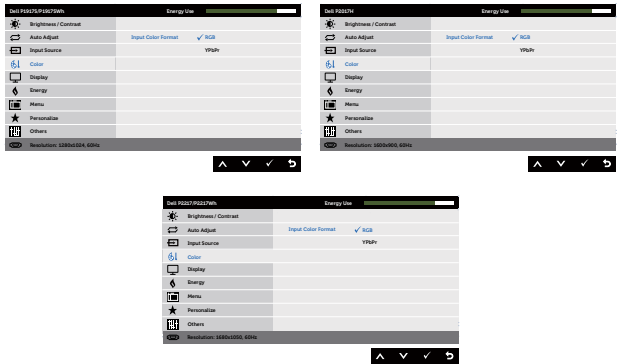 Dell P1917S/P1917SWh Energy Use
Brightness / Contrast
Auto Adjust Input Color Format ✓ RGB
Input Source YPbPr
Color
Display
Energy
Menu
Personalize
Others
Resolution: 1280x1024, 60Hz
Dell P2017H Energy Use
Brightness / Contrast
Auto Adjust Input Color Format ✓ RGB
Input Source YPbPr
Color
Display
Energy
Menu
Personalize
Others
Resolution: 1600x900, 60Hz
Dell P2217/P2217Wh Energy Use
Brightness / Contrast
Auto Adjust Input Color Format ✓ RGB
Input Source YPbPr
Color
Display
Energy
Menu
Personalize
Others
Resolution: 1680x1050, 60Hz